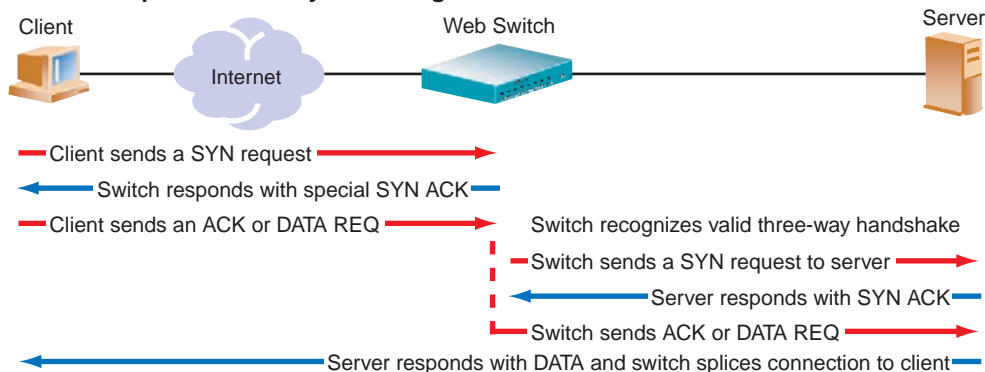 Client
Web Switch
Server
Internet
Client sends a SYN request
Switch responds with special SYN ACK
Client sends an ACK or DATA REQ
Switch recognizes valid three-way handshake
Switch sends a SYN request to server
Server responds with SYN ACK
Switch sends ACK or DATA REQ
Server responds with DATA and switch splices connection to client